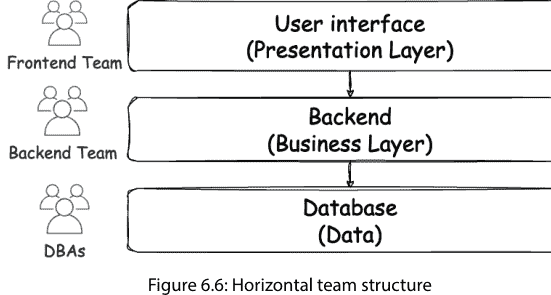 User interface
(Presentation Layer)
Frontend Team
Backend
(Business Layer)
Backend Team
Database
(Data)
DBAs
Figure 6.6: Horizontal team structure